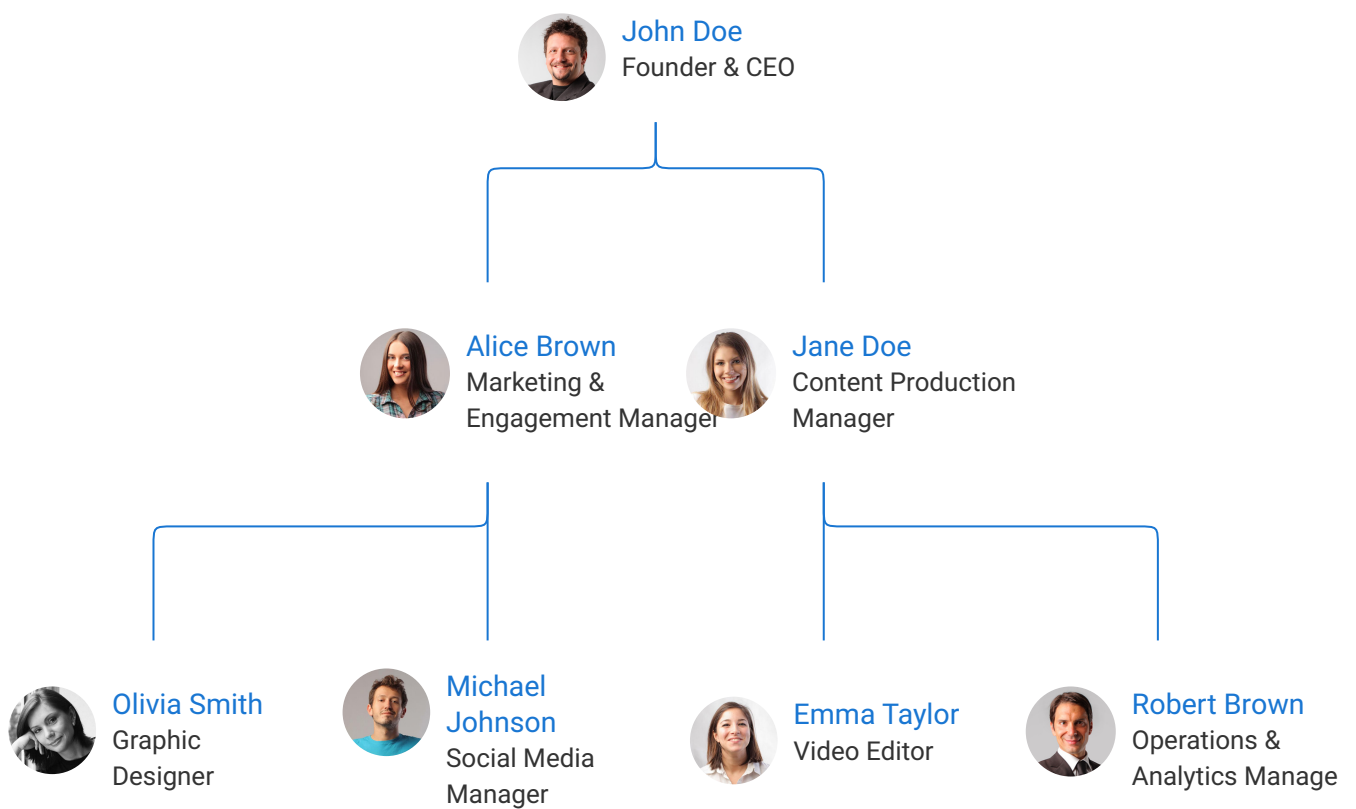 John Doe
Founder & CEO
Alice Brown
Marketing &
Engagement Manager
Jane Doe
Content Production
Manager
Olivia Smith
Graphic
Designer
Michael
Johnson
Social Media
Manager
Emma Taylor
Video Editor
Robert Brown
Operations &
Analytics Manage